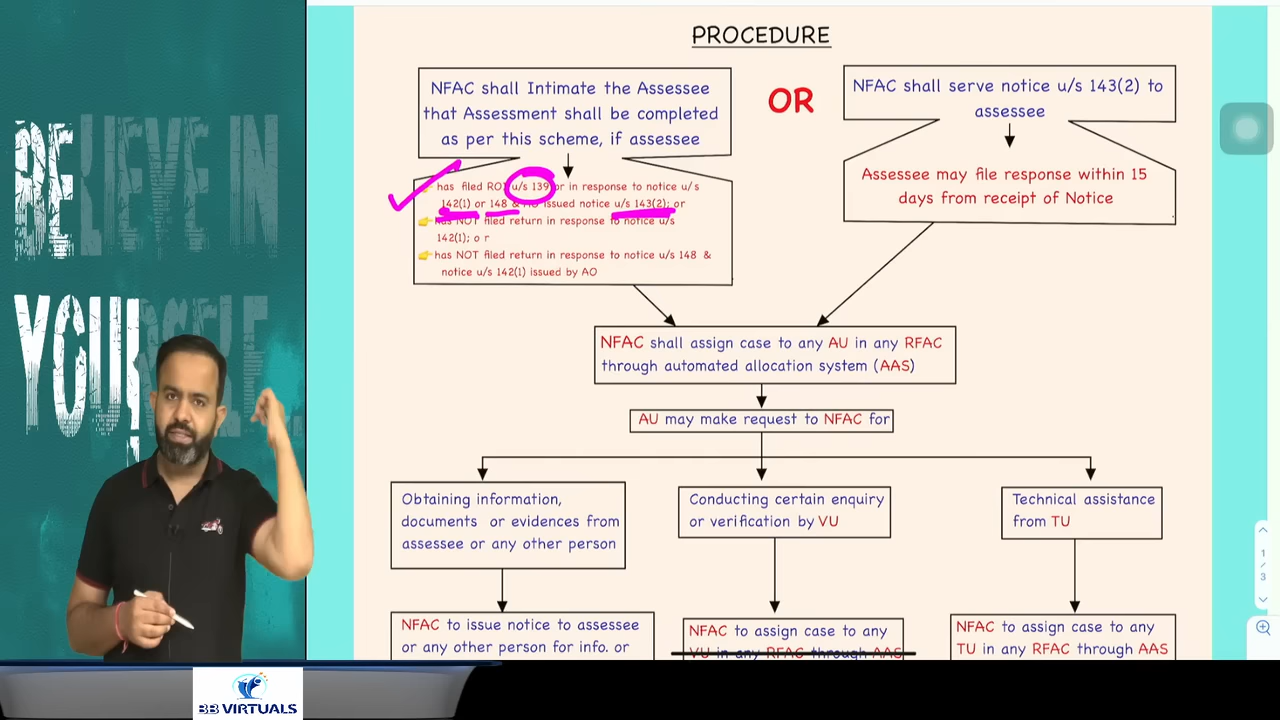 BELIEVE IN
YOURSELF.
PROCEDURE
NFAC shall Intimate the Assessee
that Assessment shall be completed
as per this scheme, if assessee
OR
NFAC shall serve notice u/s 143(2) to
assessee
has filed ROI u/s 139 or in response to notice u/s
142(1) or 148 & AO issued notice u/s 143(2); or
has NOT filed return in response to notice u/s
142(1); o r
has NOT filed return in response to notice u/s 148 &
notice u/s 142(1) issued by AO
Assessee may file response within 15
days from receipt of Notice
NFAC shall assign case to any AU in any RFAC
through automated allocation system (AAS)
AU may make request to NFAC for
Obtaining information,
documents or evidences from
assessee or any other person
Conducting certain enquiry
or verification by VU
Technical assistance
from TU
NFAC to issue notice to assessee
or any other person for info. or
NFAC to assign case to any
VU in any RFAC through AAS
NFAC to assign case to any
TU in any RFAC through AAS
1
/
3
BB VIRTUALS